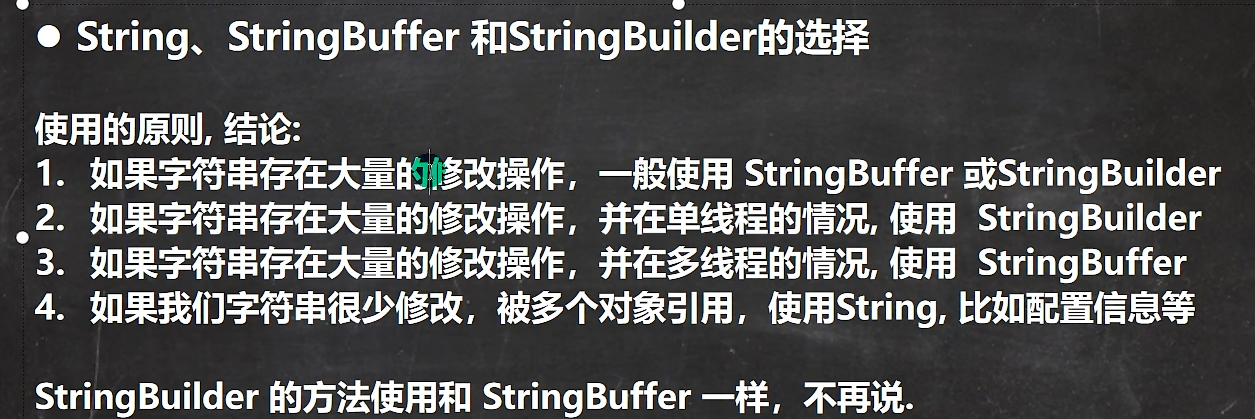 ● String、StringBuffer 和StringBuilder的选择
使用的原则, 结论:
1. 如果字符串存在大量的修改操作，一般使用 StringBuffer 或StringBuilder
2. 如果字符串存在大量的修改操作，并在单线程的情况, 使用 StringBuilder
3. 如果字符串存在大量的修改操作，并在多线程的情况, 使用 StringBuffer
4. 如果我们字符串很少修改，被多个对象引用，使用String, 比如配置信息等
StringBuilder 的方法使用和 StringBuffer 一样，不再说.